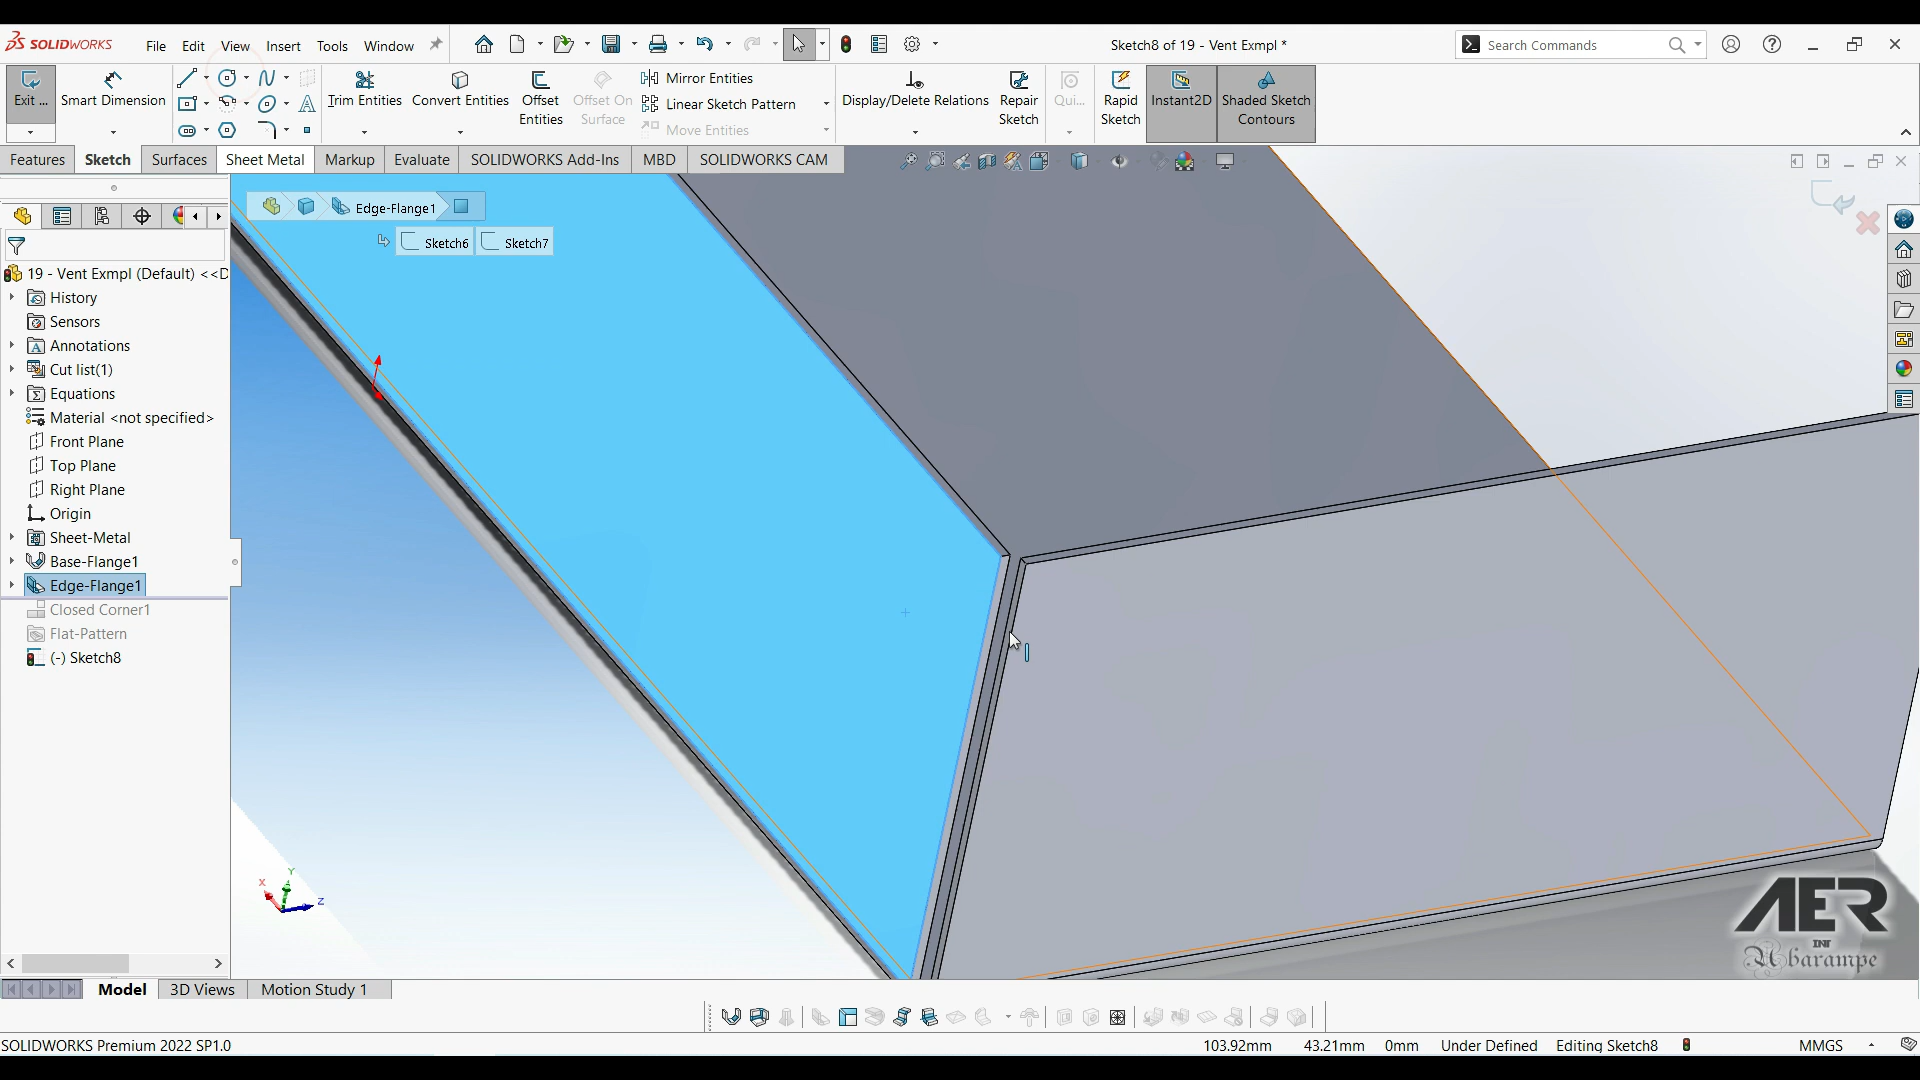 SOLIDWORKS
File Edit View Insert Tools Window
Sketch8 of 19 - Vent Exmpl *
Search Commands
Exit ...
Smart Dimension
Trim Entities
Convert Entities
Offset Entities
Offset On Surface
Mirror Entities
Linear Sketch Pattern
Move Entities
Display/Delete Relations
Repair Sketch
Qui...
Rapid Sketch
Instant2D
Shaded Sketch Contours
Features Sketch Surfaces Sheet Metal Markup Evaluate SOLIDWORKS Add-Ins MBD SOLIDWORKS CAM
Edge-Flange1
Sketch6 Sketch7
19 - Vent Exmpl (Default) <<D
History
Sensors
Annotations
Cut list(1)
Equations
Material <not specified>
Front Plane
Top Plane
Right Plane
Origin
Sheet-Metal
Base-Flange1
Edge-Flange1
Closed Corner1
Flat-Pattern
(-) Sketch8
Y
X
Z
AER
INT
Abarampe
Model 3D Views Motion Study 1
SOLIDWORKS Premium 2022 SP1.0
103.92mm 43.21mm 0mm Under Defined Editing Sketch8 MMGS